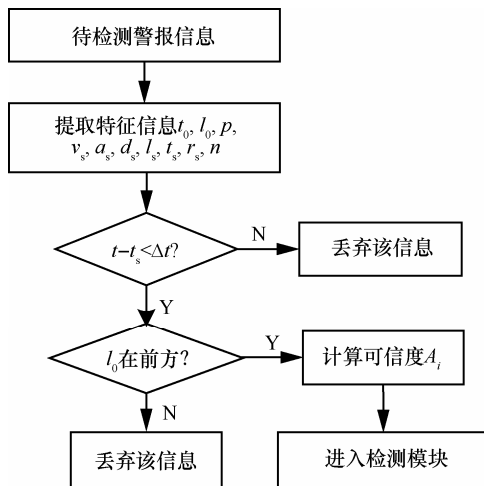 待检测警报信息
提取特征信息t₀, l₀, p,
vₛ, aₛ, dₛ, lₛ, tₛ, rₛ, n
t−tₛ<Δt?
N
丢弃该信息
Y
l₀在前方?
Y
计算可信度Aᵢ
N
丢弃该信息
进入检测模块